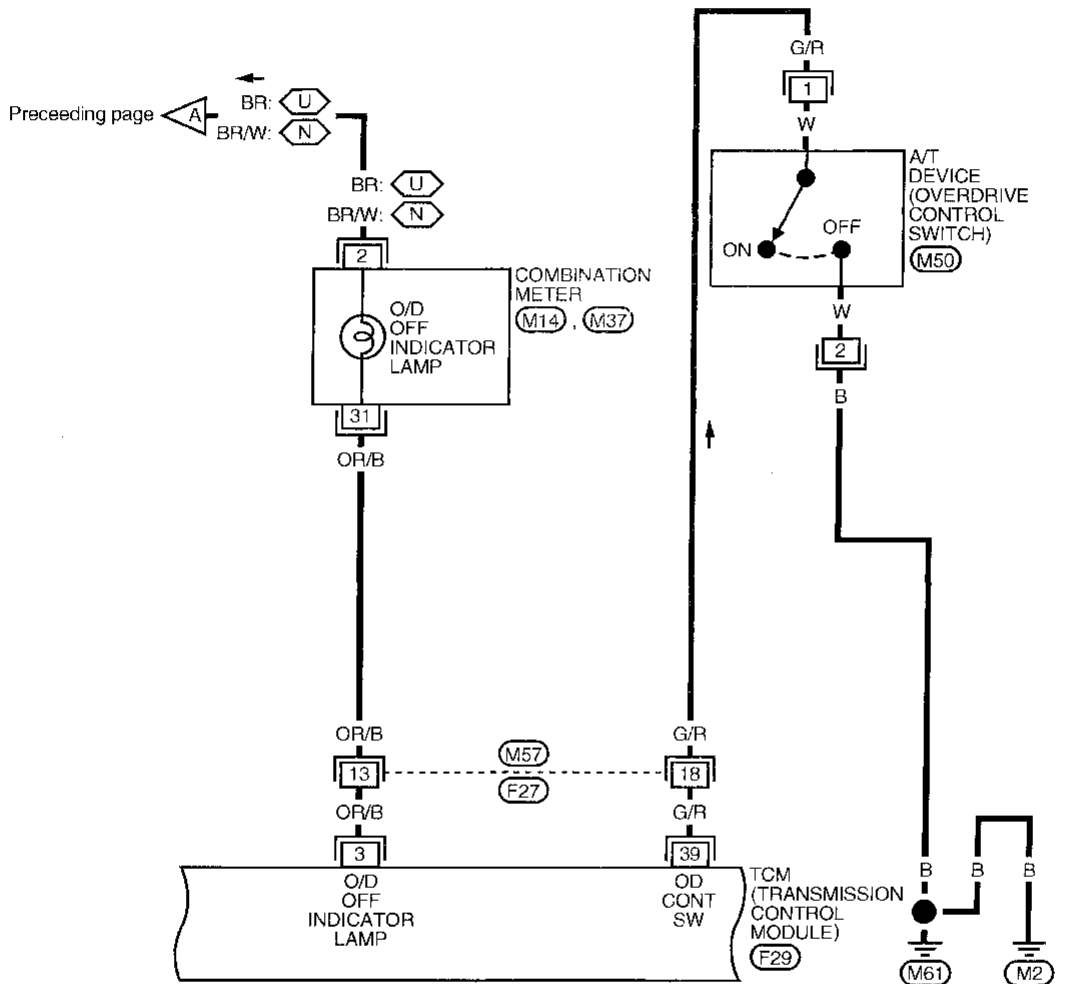 Preceeding page
A
BR:
U
BR/W:
N
BR:
U
BR/W:
N
2
COMBINATION
METER
M14 , M37
O/D
OFF
INDICATOR
LAMP
31
OR/B
G/R
1
W
A/T
DEVICE
(OVERDRIVE
CONTROL
SWITCH)
M50
ON
OFF
W
2
B
OR/B
M57
G/R
13
18
F27
OR/B
G/R
3
39
O/D
OFF
INDICATOR
LAMP
OD
CONT
SW
TCM
(TRANSMISSION
CONTROL
MODULE)
F29
B
B
B
M61
M2